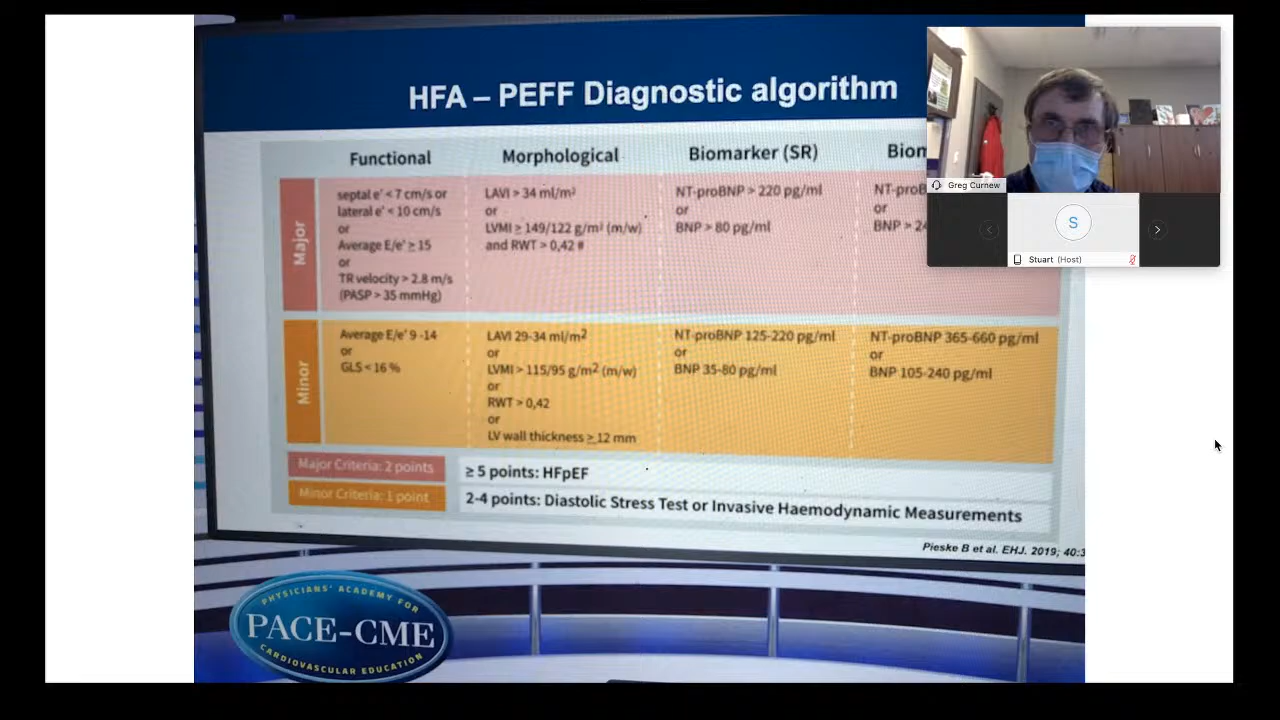 HFA – PEFF Diagnostic algorithm
Functional
Morphological
Biomarker (SR)
Major
septal e' < 7 cm/s or
lateral e' < 10 cm/s
or
Average E/e' ≥ 15
or
TR velocity > 2.8 m/s
(PASP > 35 mmHg)
LAVI > 34 ml/m²
or
LVMI ≥ 149/122 g/m² (m/w)
and RWT > 0,42 #
NT-proBNP > 220 pg/ml
or
BNP > 80 pg/ml
or
Minor
Average E/e' 9 -14
or
GLS < 16 %
LAVI 29-34 ml/m²
or
LVMI > 115/95 g/m² (m/w)
or
RWT > 0,42
or
LV wall thickness ≥ 12 mm
NT-proBNP 125-220 pg/ml
or
BNP 35-80 pg/ml
NT-proBNP 365-660 pg/ml
or
BNP 105-240 pg/ml
Major Criteria: 2 points
≥ 5 points: HFpEF
Minor Criteria: 1 point
2-4 points: Diastolic Stress Test or Invasive Haemodynamic Measurements
Pieske B et al. EHJ. 2019;
PHYSICIANS' ACADEMY FOR
PACE-CME
CARDIOVASCULAR EDUCATION
Greg Curnew
S
Stuart (Host)